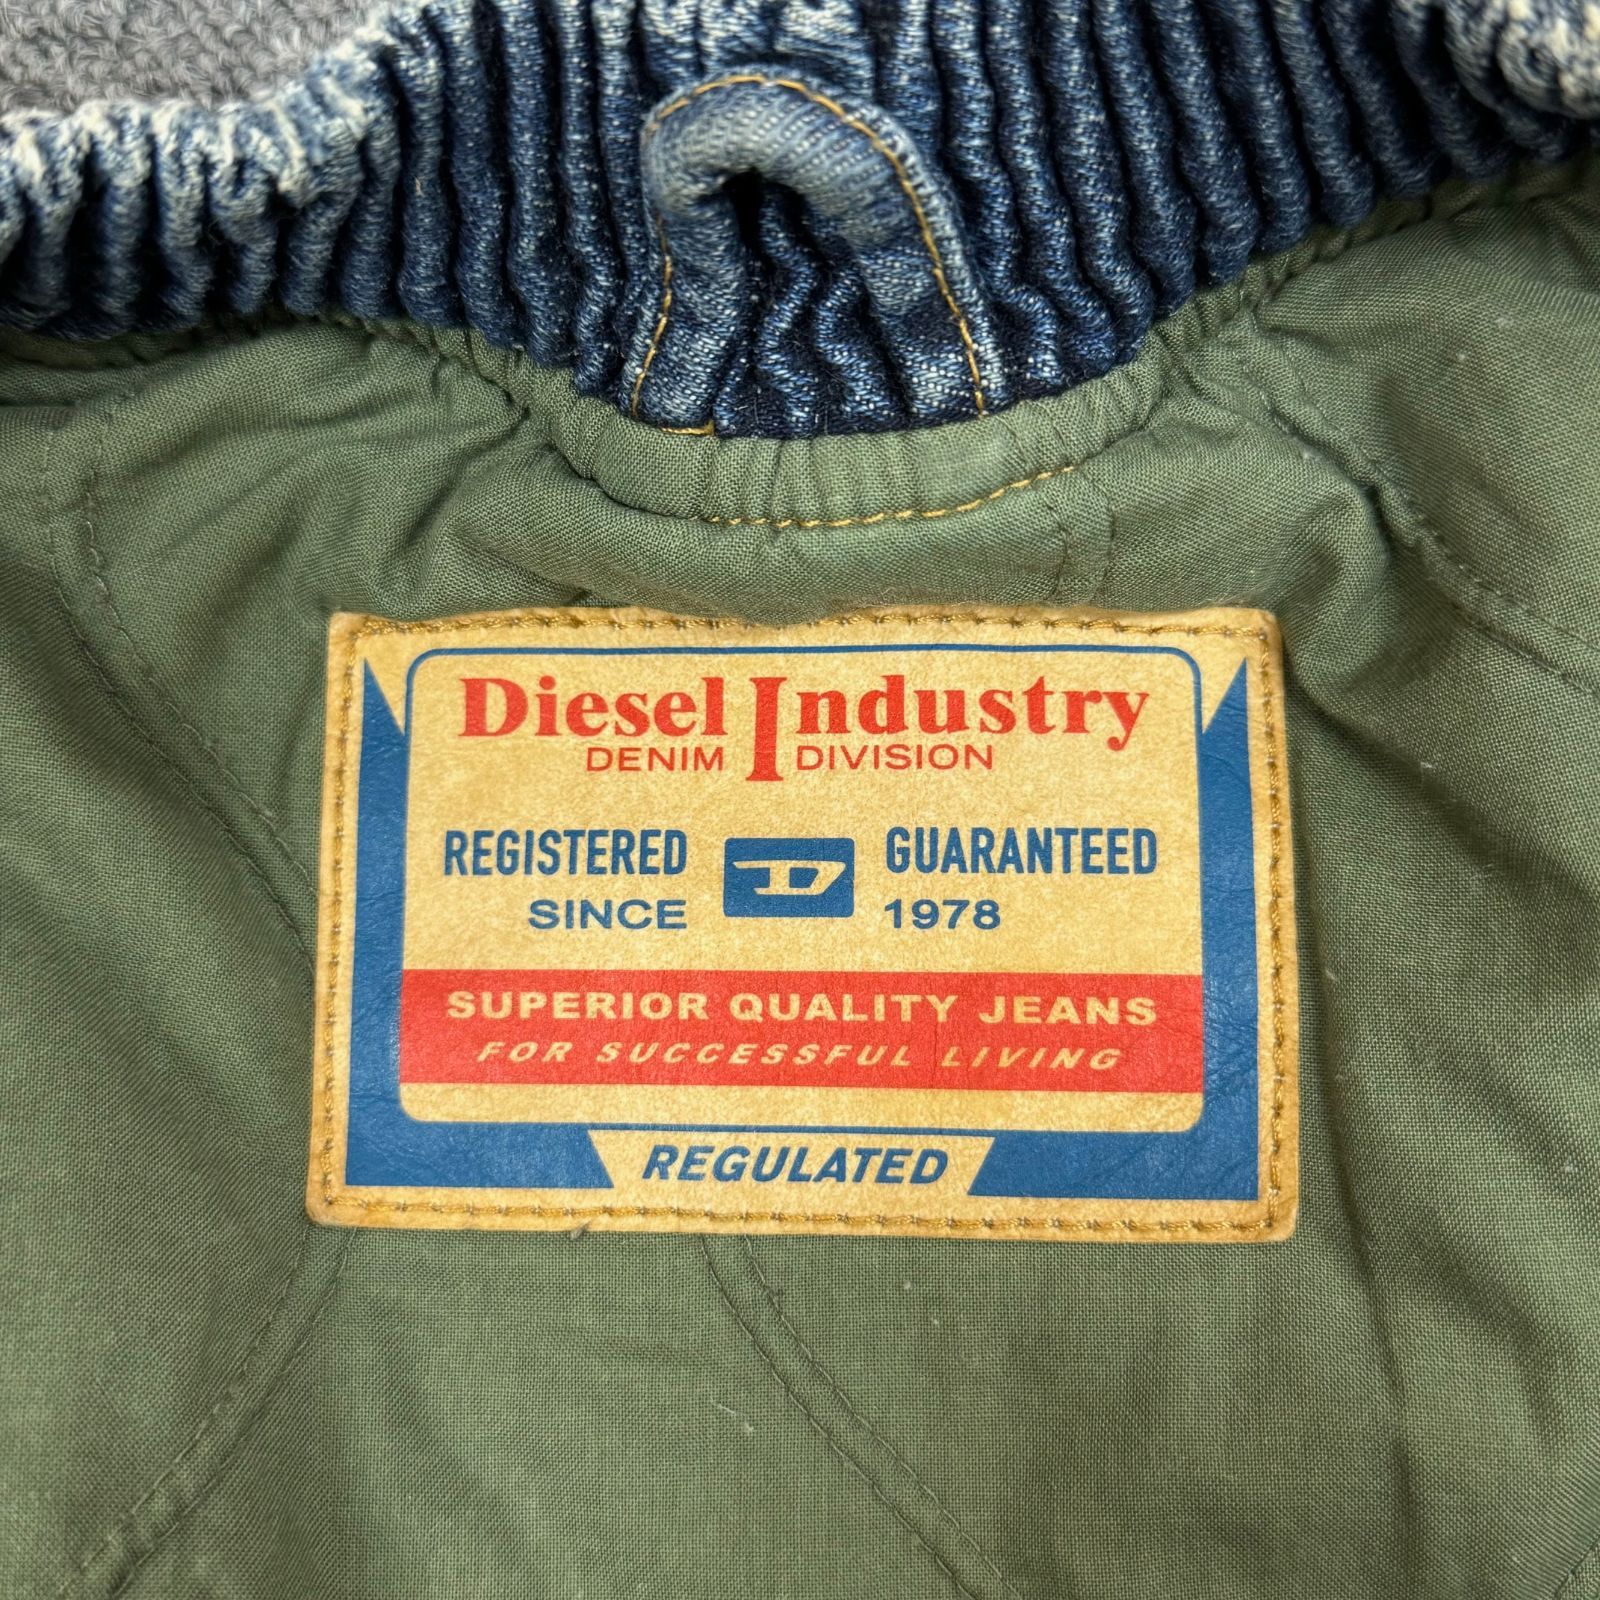 Diesel Industry
DENIM DIVISION
REGISTERED D GUARANTEED
SINCE 1978
SUPERIOR QUALITY JEANS
FOR SUCCESSFUL LIVING
REGULATED